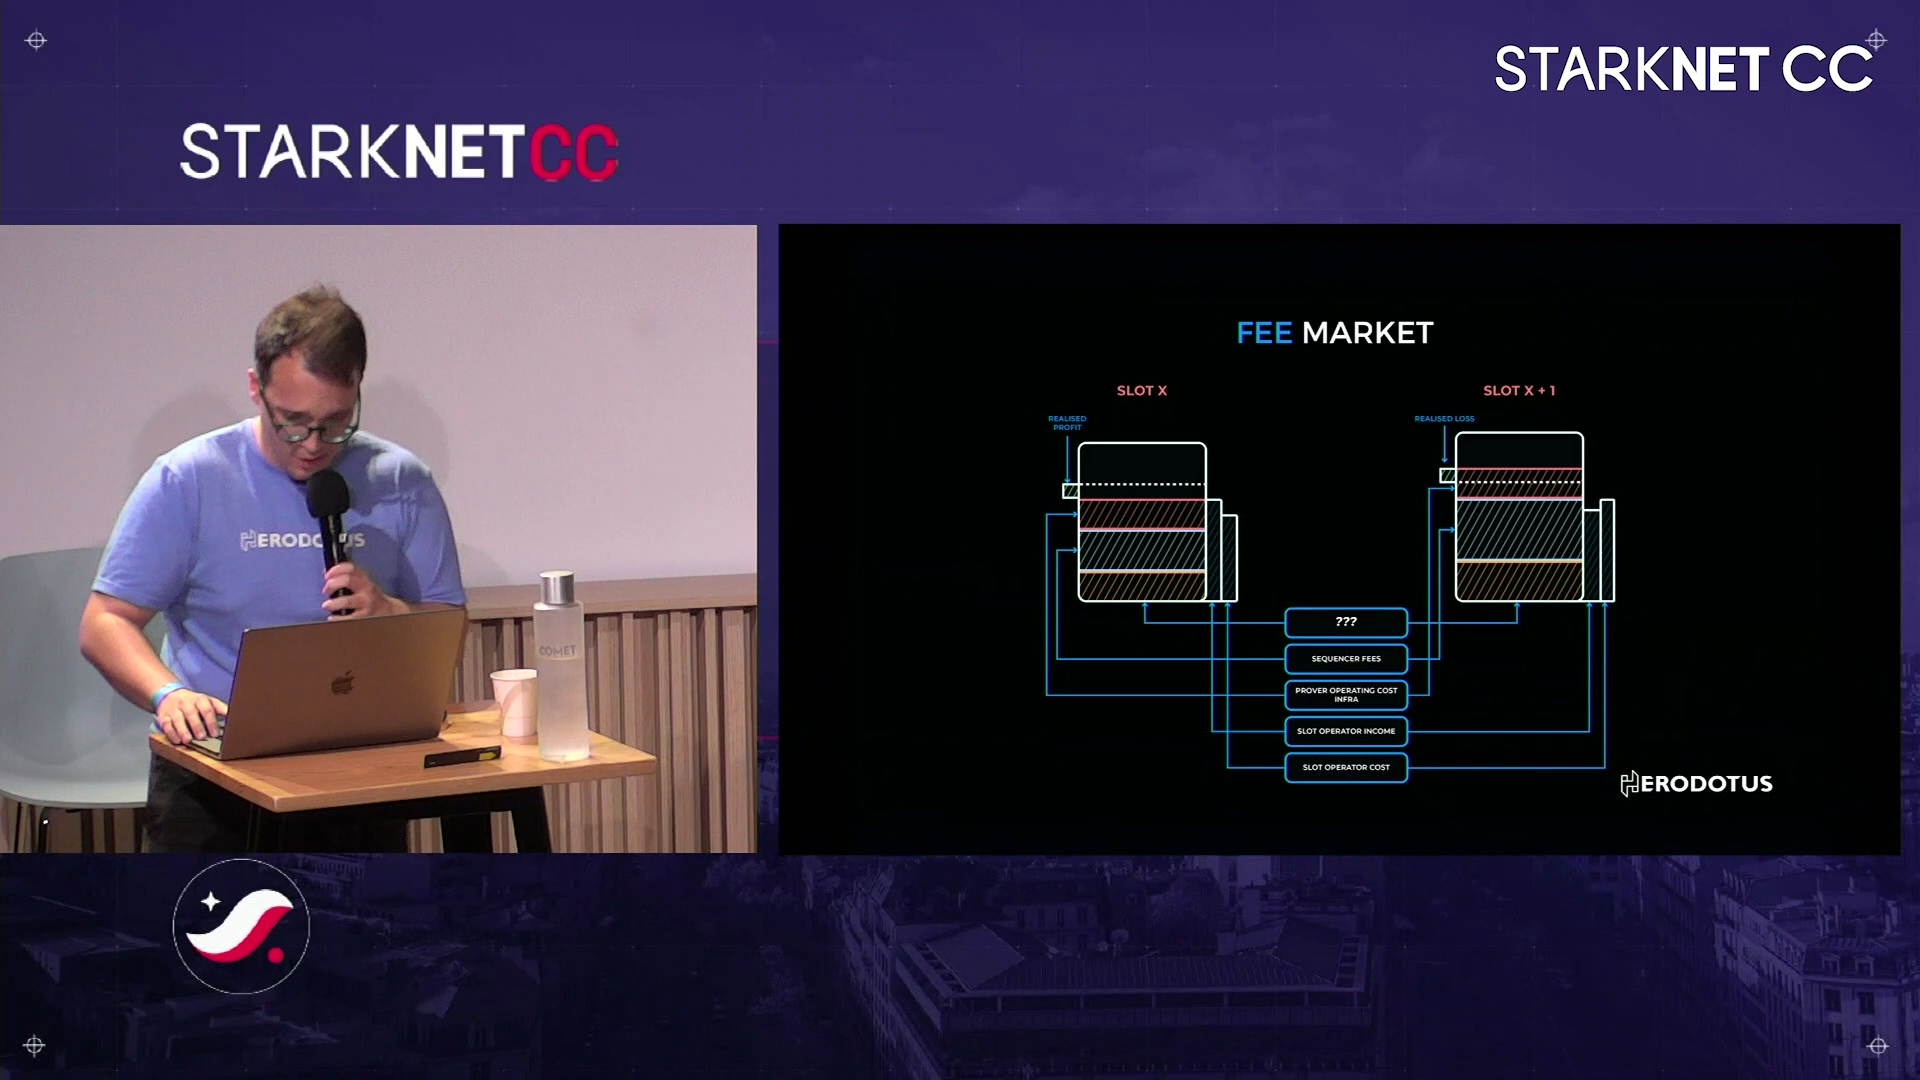 STARKNET CC
STARKNETCC
HERODOTUS
COMET
FEE MARKET
SLOT X
SLOT X + 1
REALISED
PROFIT
REALISED LOSS
???
SEQUENCER FEES
PROVER OPERATING COST
INFRA
SLOT OPERATOR INCOME
SLOT OPERATOR COST
HERODOTUS